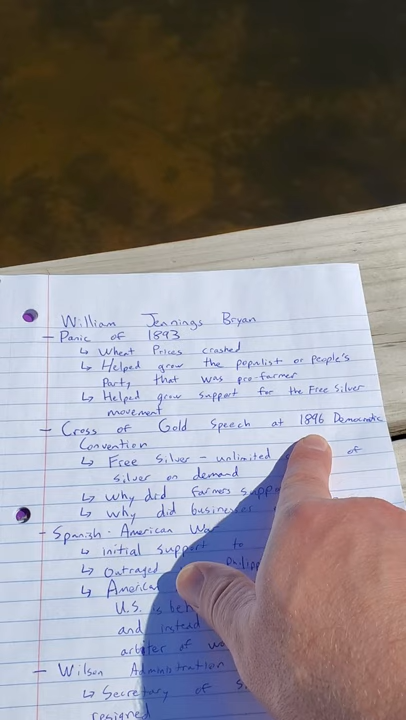 William Jennings Bryan
- Panic of 1893
↳ Wheat Prices crashed
↳ Helped grow the populist or People's
Party, that was pro-farmer
↳ Helped grow support for the Free Silver
movement
- Cross of Gold Speech at 1896 Democratic
Convention
↳ Free Silver - unlimited of
silver on demand
↳ Why did farmers
↳ Why did
Spanish-American
↳ initial support to
↳ Outraged
↳
U.S. is
and instead
arbiter of
- Wilson Administration
↳ Secretary of
resigned